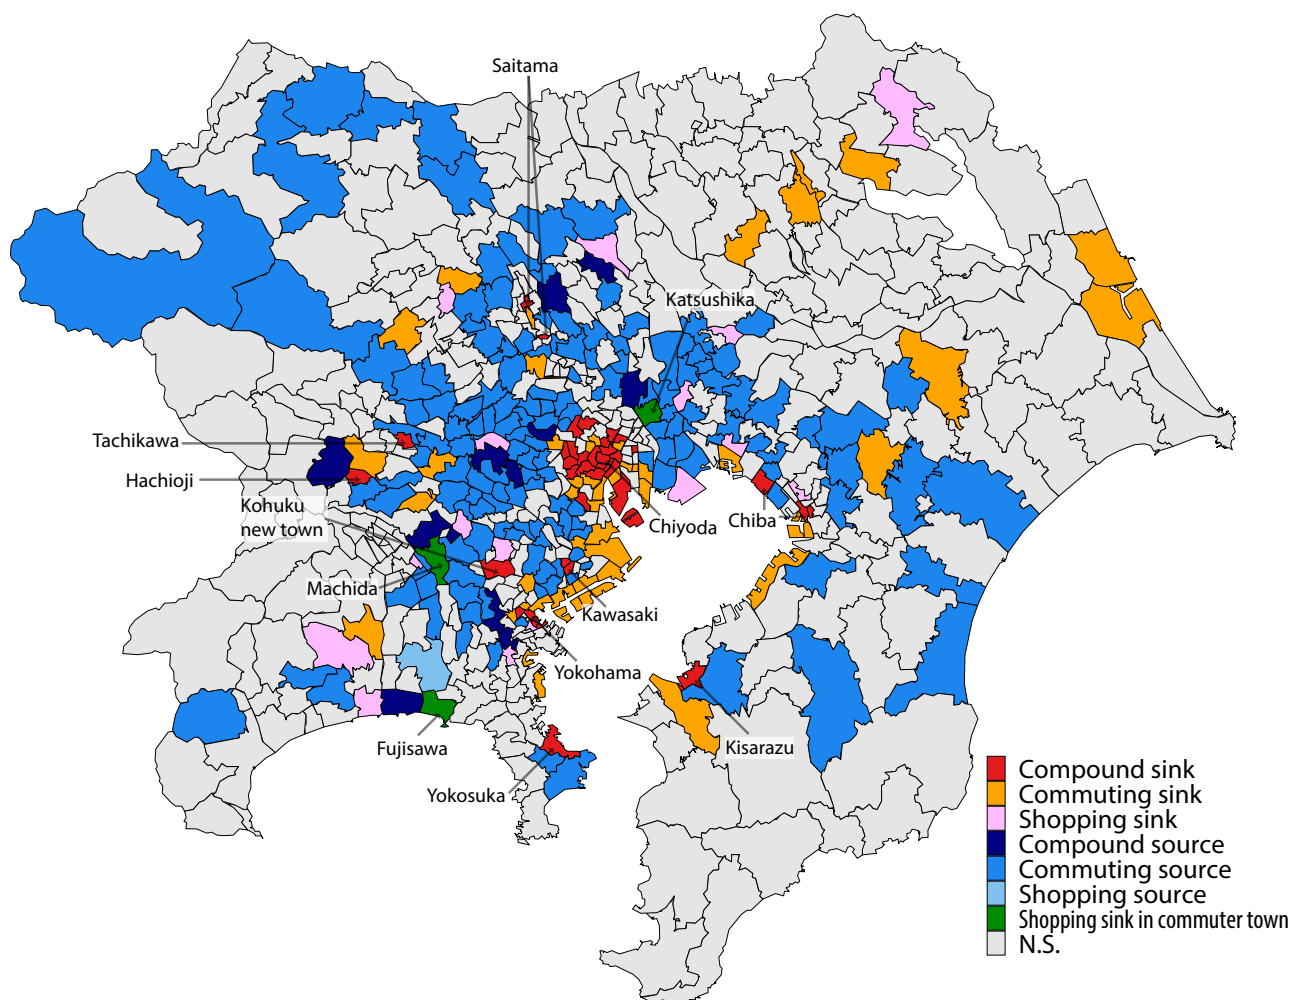 Saitama
Katsushika
Tachikawa
Hachioji
Kohuku
new town
Chiyoda
Chiba
Machida
Kawasaki
Yokohama
Fujisawa
Kisarazu
Yokosuka
Compound sink
Commuting sink
Shopping sink
Compound source
Commuting source
Shopping source
Shopping sink in commuter town
N.S.